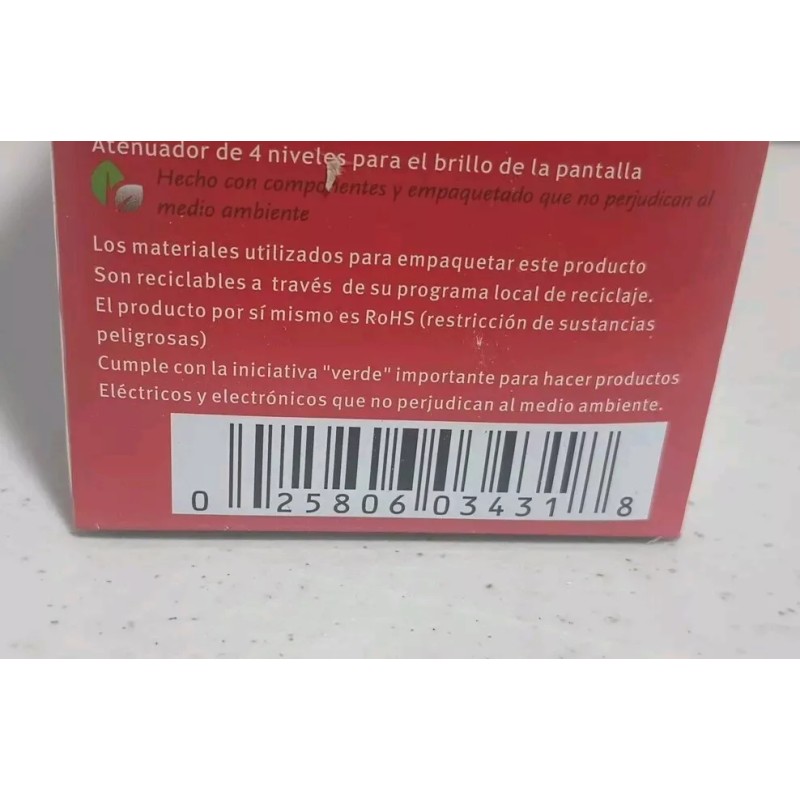 Atenuador de 4 niveles para el brillo de la pantalla
Hecho con componentes y empaquetado que no perjudican al
medio ambiente
Los materiales utilizados para empaquetar este producto
Son reciclables a través de su programa local de reciclaje.
El producto por sí mismo es RoHS (restricción de sustancias
peligrosas)
Cumple con la iniciativa "verde" importante para hacer productos
Eléctricos y electrónicos que no perjudican al medio ambiente.
0 25806 03431 8